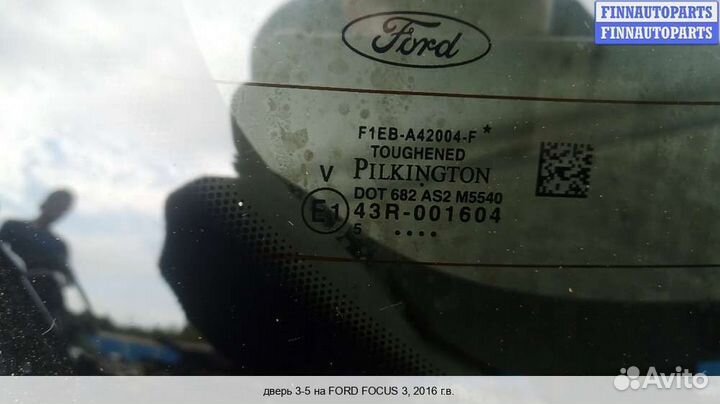 FINNAUTOPARTS
FINNAUTOPARTS
Ford
F1EB-A42004-F *
TOUGHENED
V PILKINGTON
DOT 682 AS2 M5540
E1 43R-001604
5 ....
дверь 3-5 на FORD FOCUS 3, 2016 г.в.
Avito